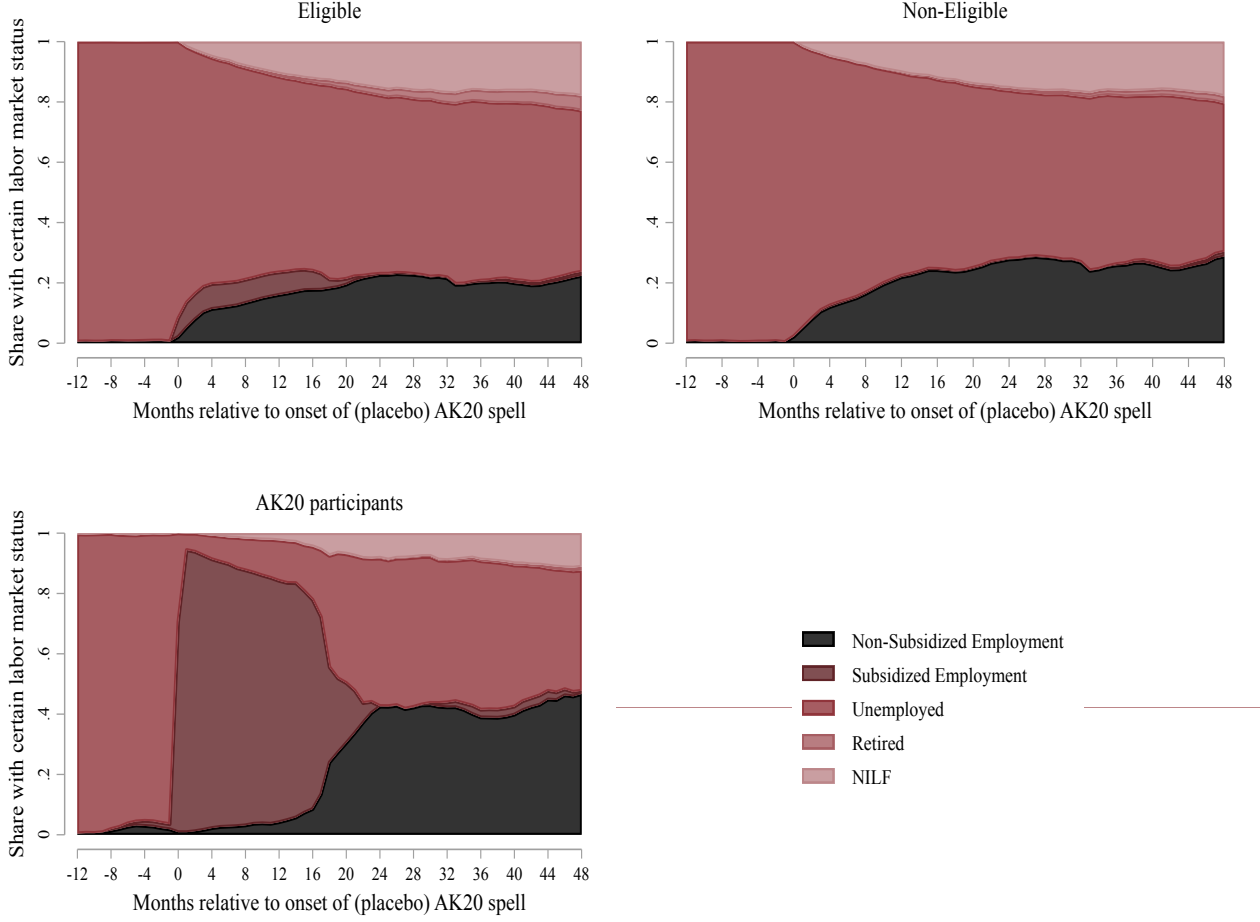 Eligible
Share with certain labor market status
1
.8
.6
.4
.2
0
-12 -8 -4 0 4 8 12 16 20 24 28 32 36 40 44 48
Months relative to onset of (placebo) AK20 spell
Non-Eligible
1
.8
.6
.4
.2
0
-12 -8 -4 0 4 8 12 16 20 24 28 32 36 40 44 48
Months relative to onset of (placebo) AK20 spell
AK20 participants
Share with certain labor market status
1
.8
.6
.4
.2
0
-12 -8 -4 0 4 8 12 16 20 24 28 32 36 40 44 48
Months relative to onset of (placebo) AK20 spell
Non-Subsidized Employment
Subsidized Employment
Unemployed
Retired
NILF